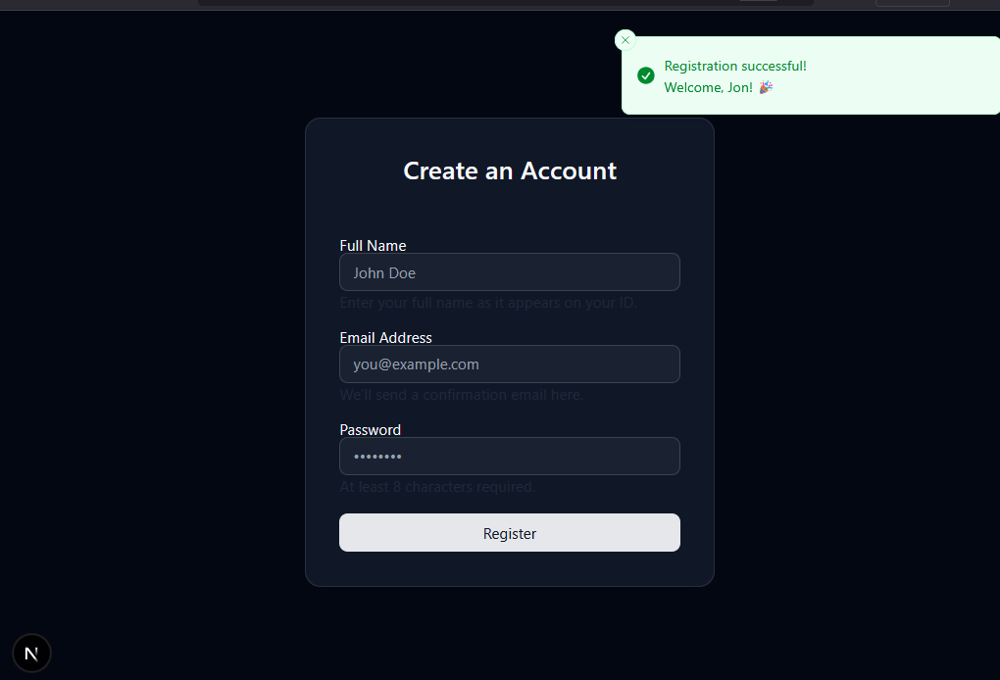 Registration successful!
Welcome, Jon! 🎉
Create an Account
Full Name
John Doe
Enter your full name as it appears on your ID.
Email Address
you@example.com
We'll send a confirmation email here.
Password
••••••••
At least 8 characters required.
Register
N